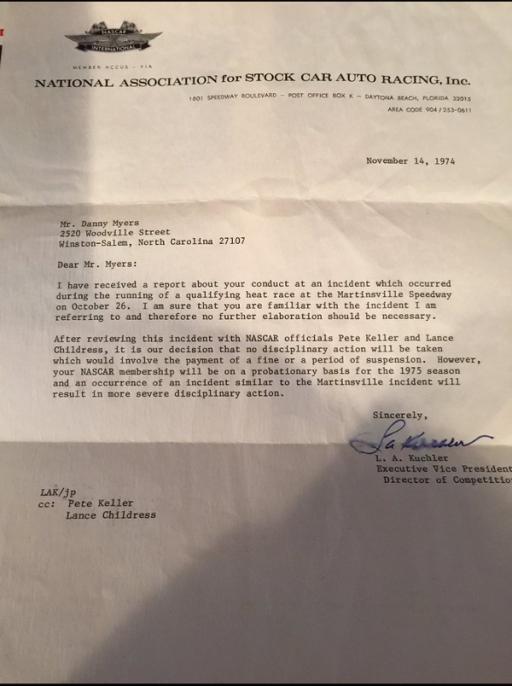 NASCAR
INTERNATIONAL
MEMBER ACCUS - FIA
NATIONAL ASSOCIATION for STOCK CAR AUTO RACING, Inc.
1801 SPEEDWAY BOULEVARD - POST OFFICE BOX K - DAYTONA BEACH, FLORIDA 32015
AREA CODE 904/253-0611
November 14, 1974
Mr. Danny Myers
2520 Woodville Street
Winston-Salem, North Carolina 27107
Dear Mr. Myers:
I have received a report about your conduct at an incident which occurred
during the running of a qualifying heat race at the Martinsville Speedway
on October 26. I am sure that you are familiar with the incident I am
referring to and therefore no further elaboration should be necessary.
After reviewing this incident with NASCAR officials Pete Keller and Lance
Childress, it is our decision that no disciplinary action will be taken
which would involve the payment of a fine or a period of suspension. However,
your NASCAR membership will be on a probationary basis for the 1975 season
and an occurrence of an incident similar to the Martinsville incident will
result in more severe disciplinary action.
Sincerely,
L. A. Kuchler
Executive Vice President
Director of Competitio
LAK/jp
cc: Pete Keller
Lance Childress